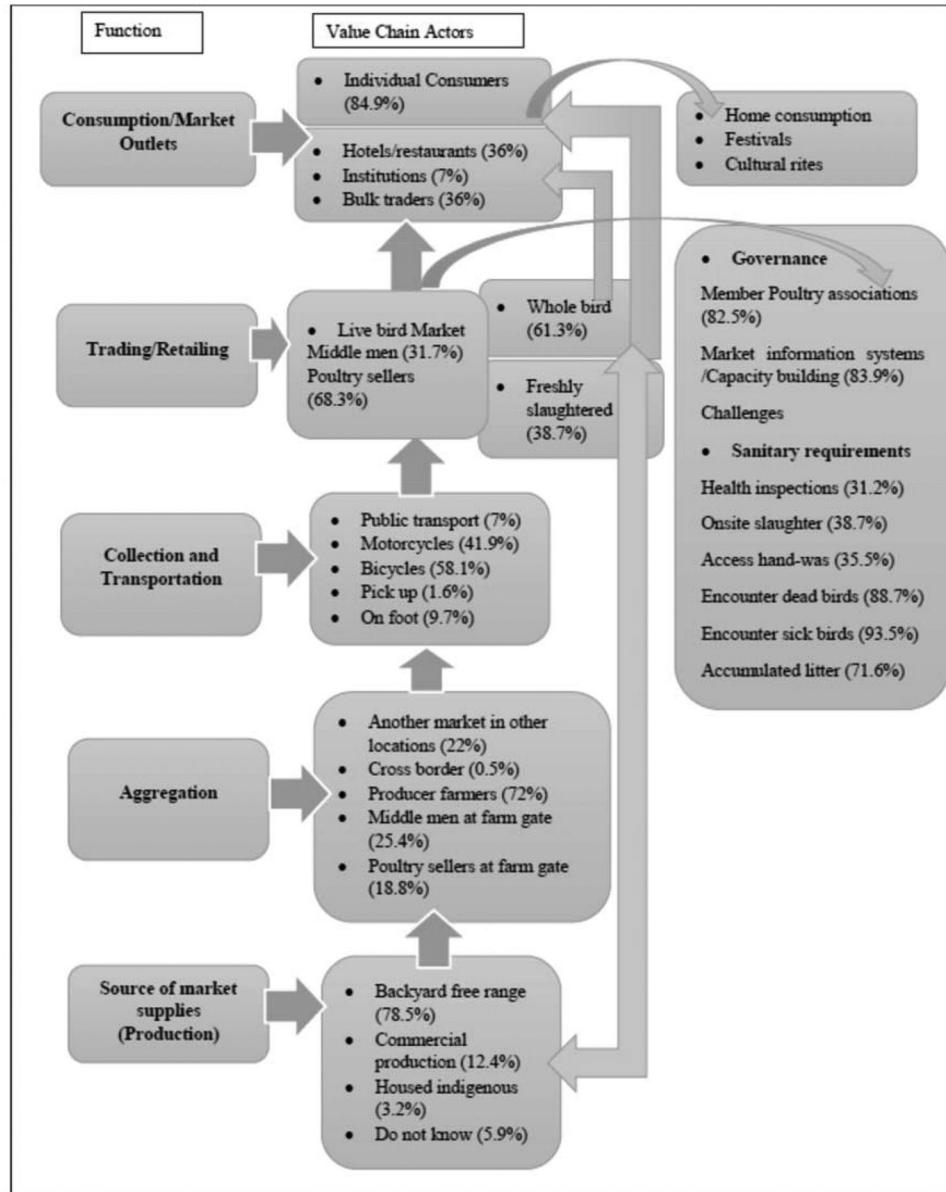 Function
Value Chain Actors
Consumption/Market
Outlets
• Individual Consumers
(84.9%)
• Hotels/restaurants (36%)
• Institutions (7%)
• Bulk traders (36%)
• Home consumption
• Festivals
• Cultural rites
Trading/Retailing
• Live bird Market
Middle men (31.7%)
Poultry sellers
(68.3%)
• Whole bird
(61.3%)
• Freshly
slaughtered
(38.7%)
• Governance
Member Poultry associations
(82.5%)
Market information systems
/Capacity building (83.9%)
Challenges
• Sanitary requirements
Health inspections (31.2%)
Onsite slaughter (38.7%)
Access hand-was (35.5%)
Encounter dead birds (88.7%)
Encounter sick birds (93.5%)
Accumulated litter (71.6%)
Collection and
Transportation
• Public transport (7%)
• Motorcycles (41.9%)
• Bicycles (58.1%)
• Pick up (1.6%)
• On foot (9.7%)
Aggregation
• Another market in other
locations (22%)
• Cross border (0.5%)
• Producer farmers (72%)
• Middle men at farm gate
(25.4%)
• Poultry sellers at farm gate
(18.8%)
Source of market
supplies
(Production)
• Backyard free range
(78.5%)
• Commercial
production (12.4%)
• Housed indigenous
(3.2%)
• Do not know (5.9%)